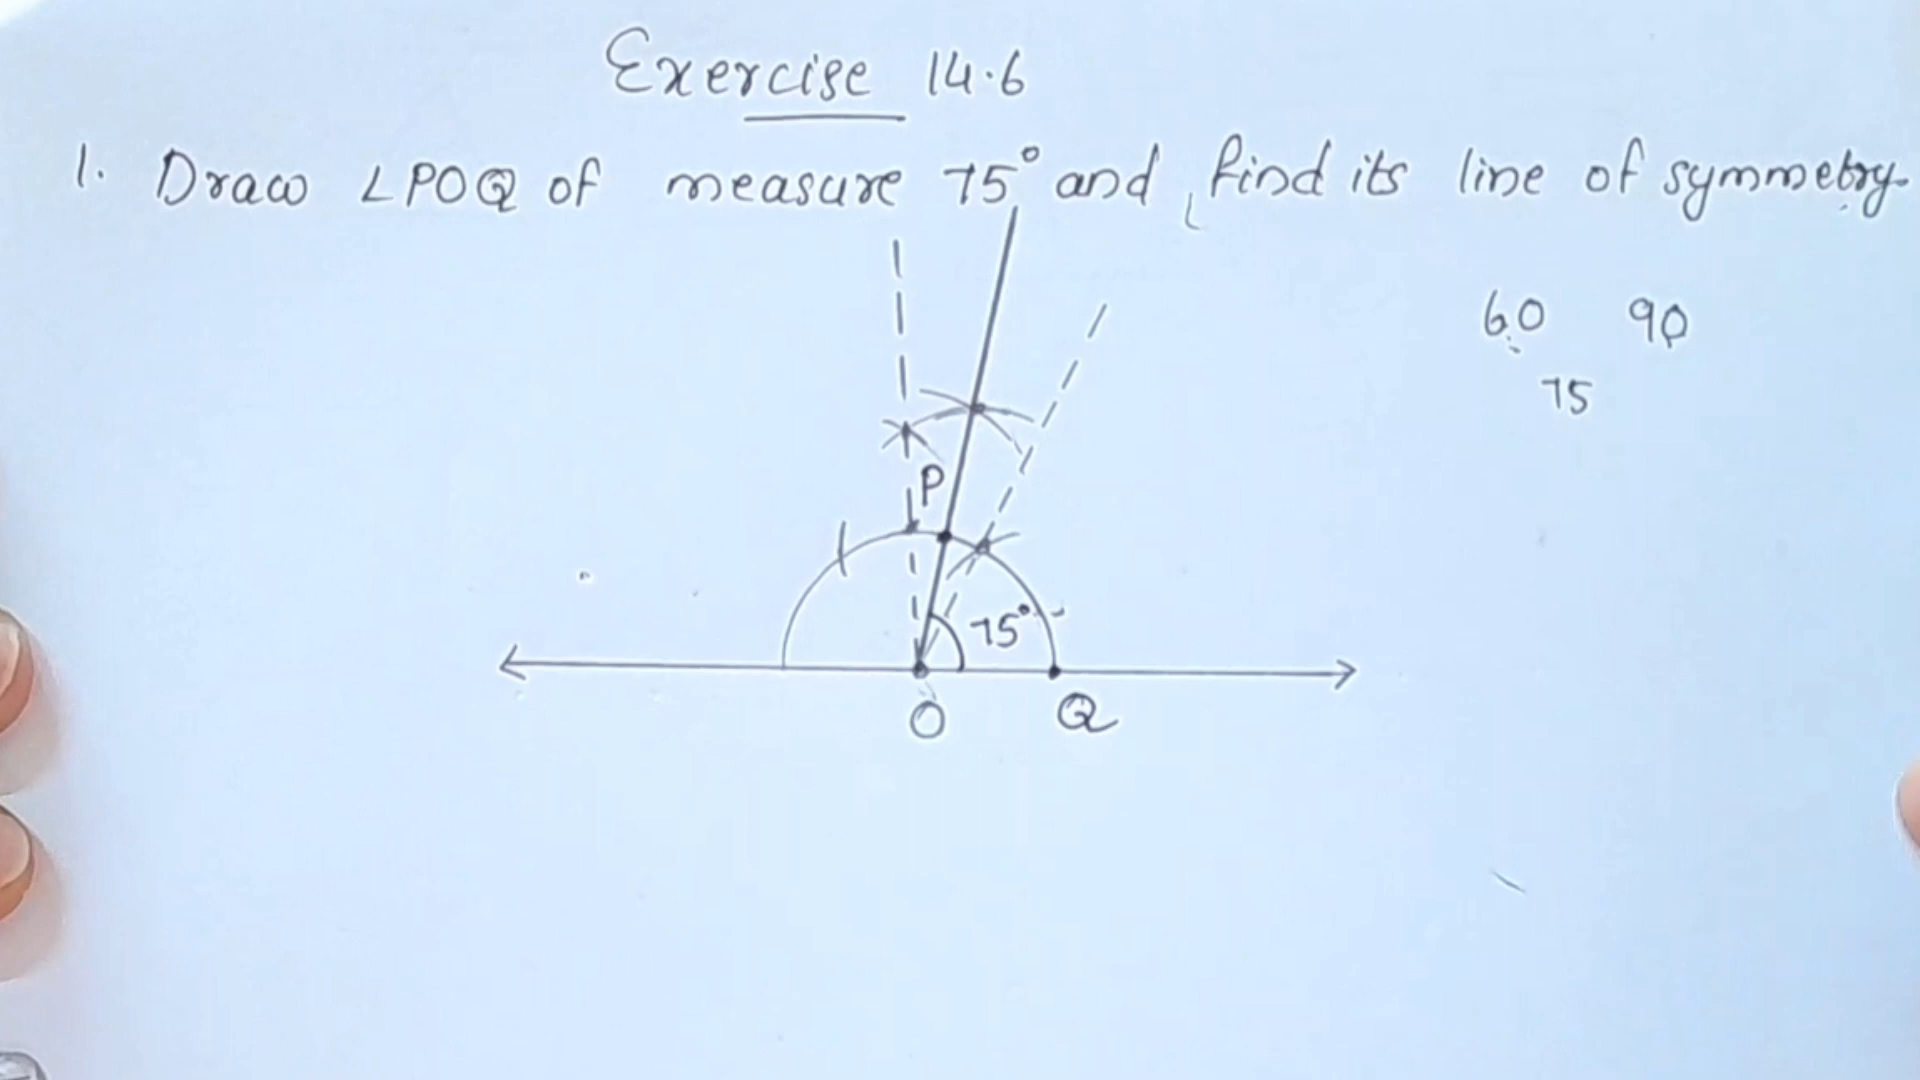 Exercise 14.6
1. Draw ∠POQ of measure 75° and find its line of symmetry.
60 90
75
P
75°
O Q